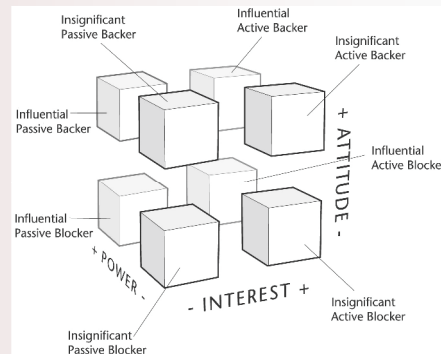 Influential
Active Backer
Insignificant
Passive Backer
Insignificant
Active Backer
Influential
Passive Backer
+ ATTITUDE -
Influential
Active Blocke
Influential
Passive Blocker
+ POWER -
- INTEREST +
Insignificant
Active Blocker
Insignificant
Passive Blocker